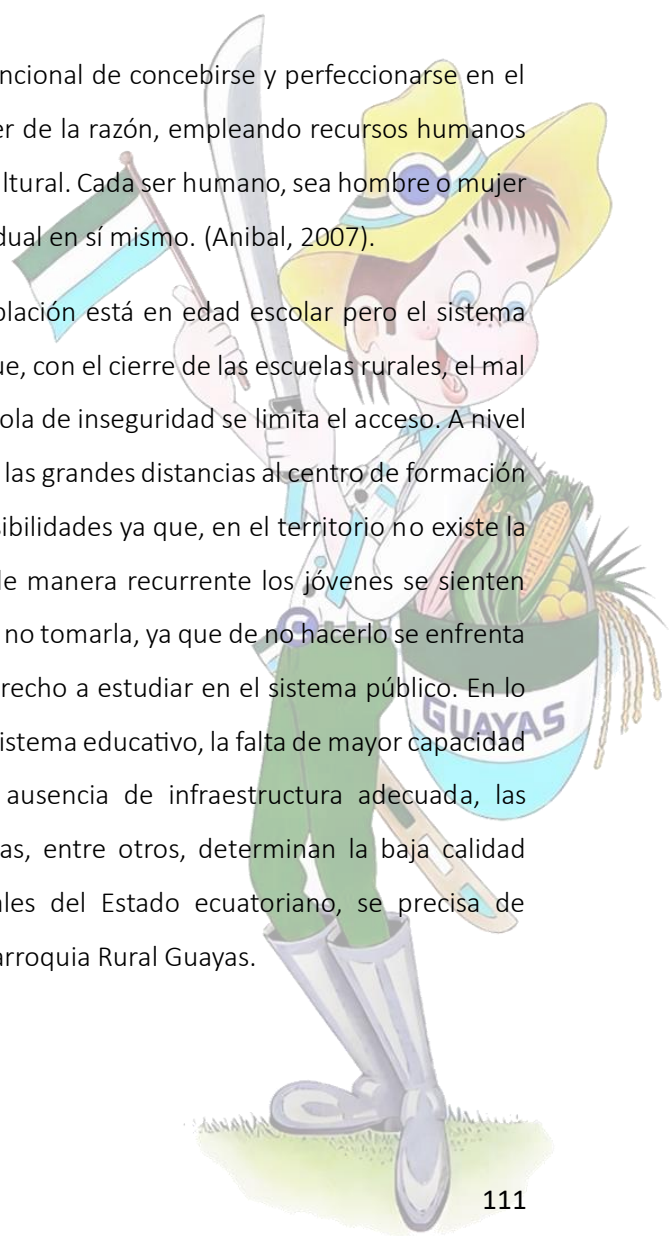 ncional de concebirse y perfeccionarse en el
er de la razón, empleando recursos humanos
ltural. Cada ser humano, sea hombre o mujer
dual en sí mismo. (Anibal, 2007).
blación está en edad escolar pero el sistema
ue, con el cierre de las escuelas rurales, el mal
ola de inseguridad se limita el acceso. A nivel
las grandes distancias al centro de formación
sibilidades ya que, en el territorio no existe la
de manera recurrente los jóvenes se sienten
no tomarla, ya que de no hacerlo se enfrenta
recho a estudiar en el sistema público. En lo
GUAYAS
sistema educativo, la falta de mayor capacidad
ausencia de infraestructura adecuada, las
as, entre otros, determinan la baja calidad
ales del Estado ecuatoriano, se precisa de
arroquia Rural Guayas.
111